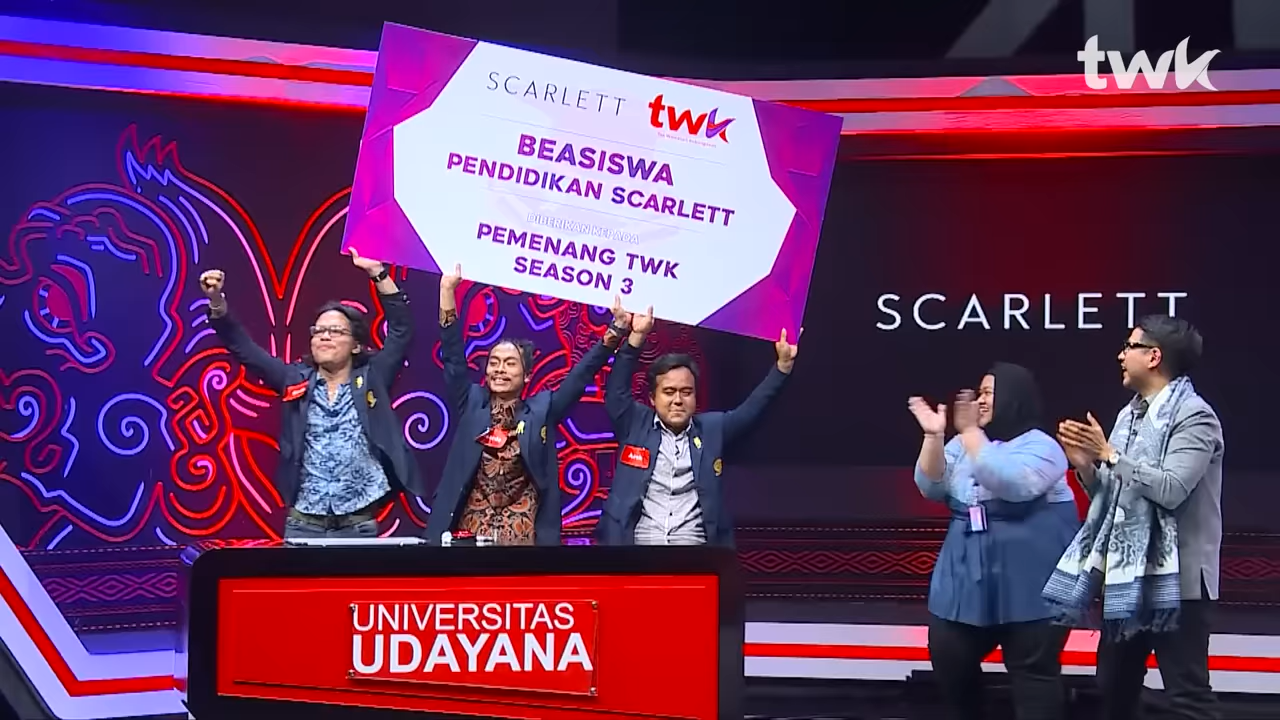 twk
SCARLETT
twk
BEASISWA
PENDIDIKAN SCARLETT
DIBERIKAN KEPADA
PEMENANG TWK
SEASON 3
SCARLETT
UNIVERSITAS
UDAYANA